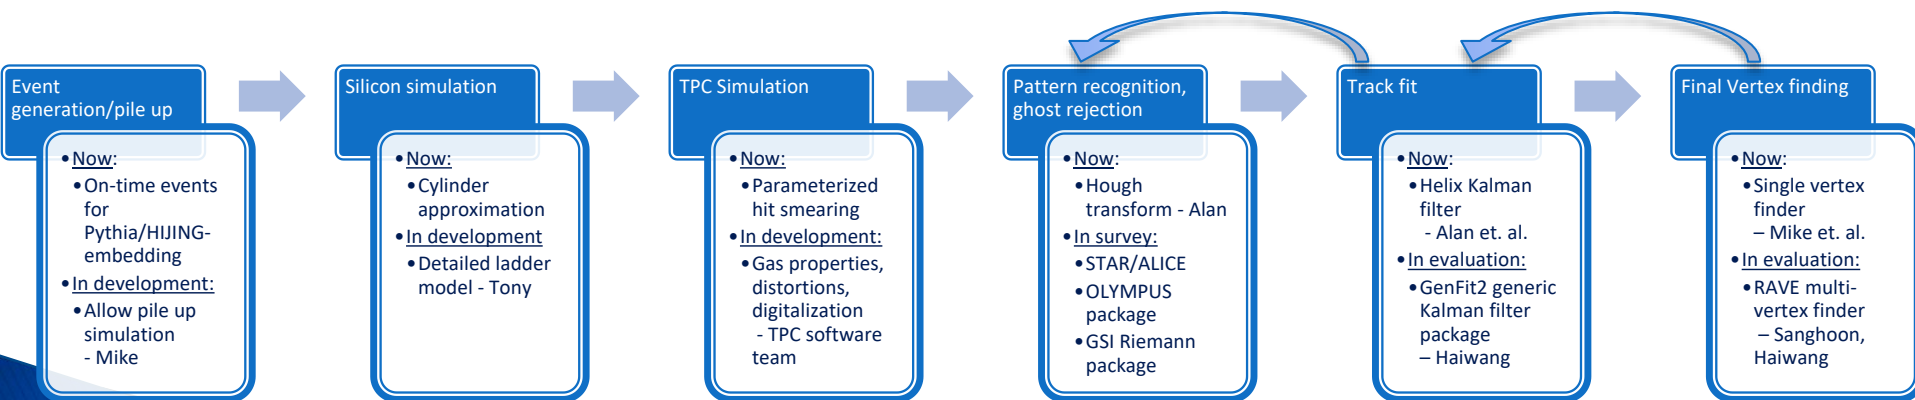 Event
generation/pile up
• Now:
• On-time events
for
Pythia/HIJING-
embedding
• In development:
• Allow pile up
simulation
- Mike
Silicon simulation
• Now:
• Cylinder
approximation
• In development
• Detailed ladder
model - Tony
TPC Simulation
• Now:
• Parameterized
hit smearing
• In development:
• Gas properties,
distortions,
digitalization
- TPC software
team
Pattern recognition,
ghost rejection
• Now:
• Hough
transform - Alan
• In survey:
• STAR/ALICE
• OLYMPUS
package
• GSI Riemann
package
Track fit
• Now:
• Helix Kalman
filter
- Alan et. al.
• In evaluation:
• GenFit2 generic
Kalman filter
package
– Haiwang
Final Vertex finding
• Now:
• Single vertex
finder
– Mike et. al.
• In evaluation:
• RAVE multi-
vertex finder
– Sanghoon,
Haiwang